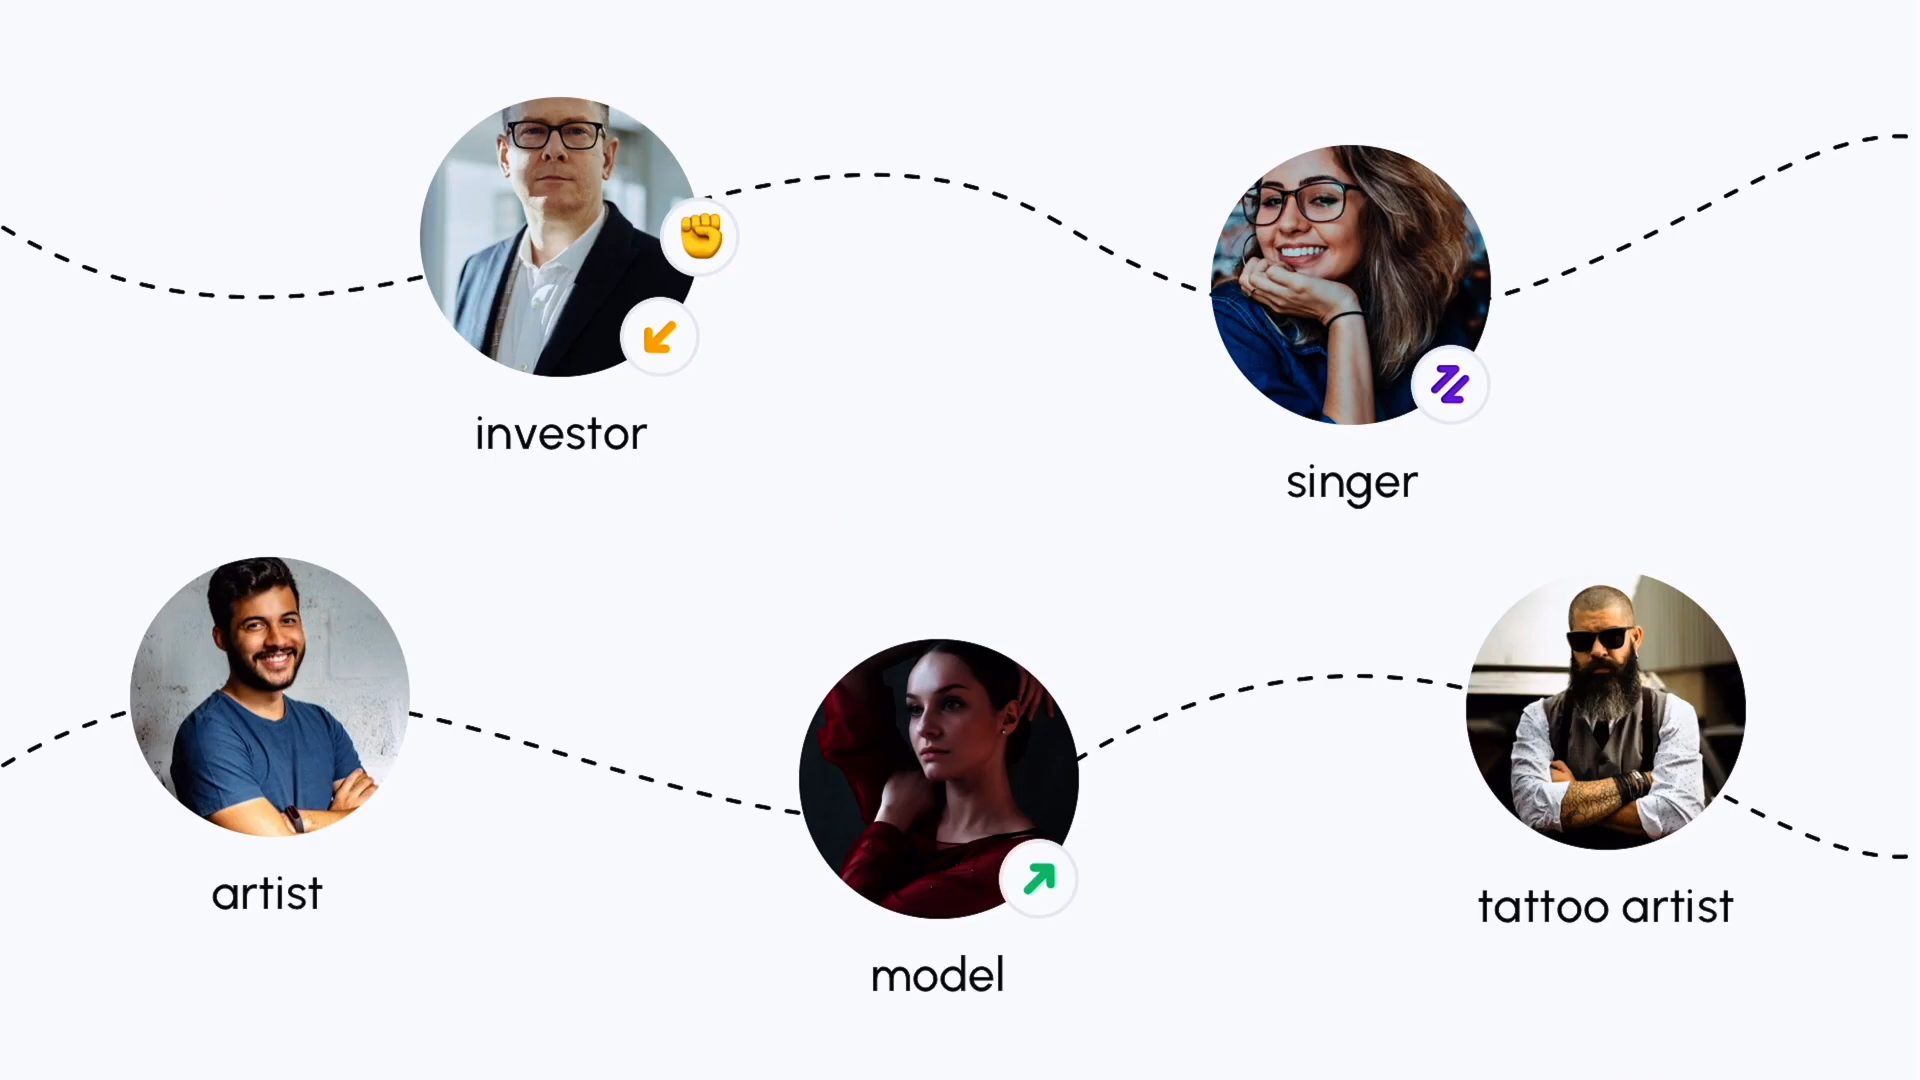 investor
singer
artist
model
tattoo artist